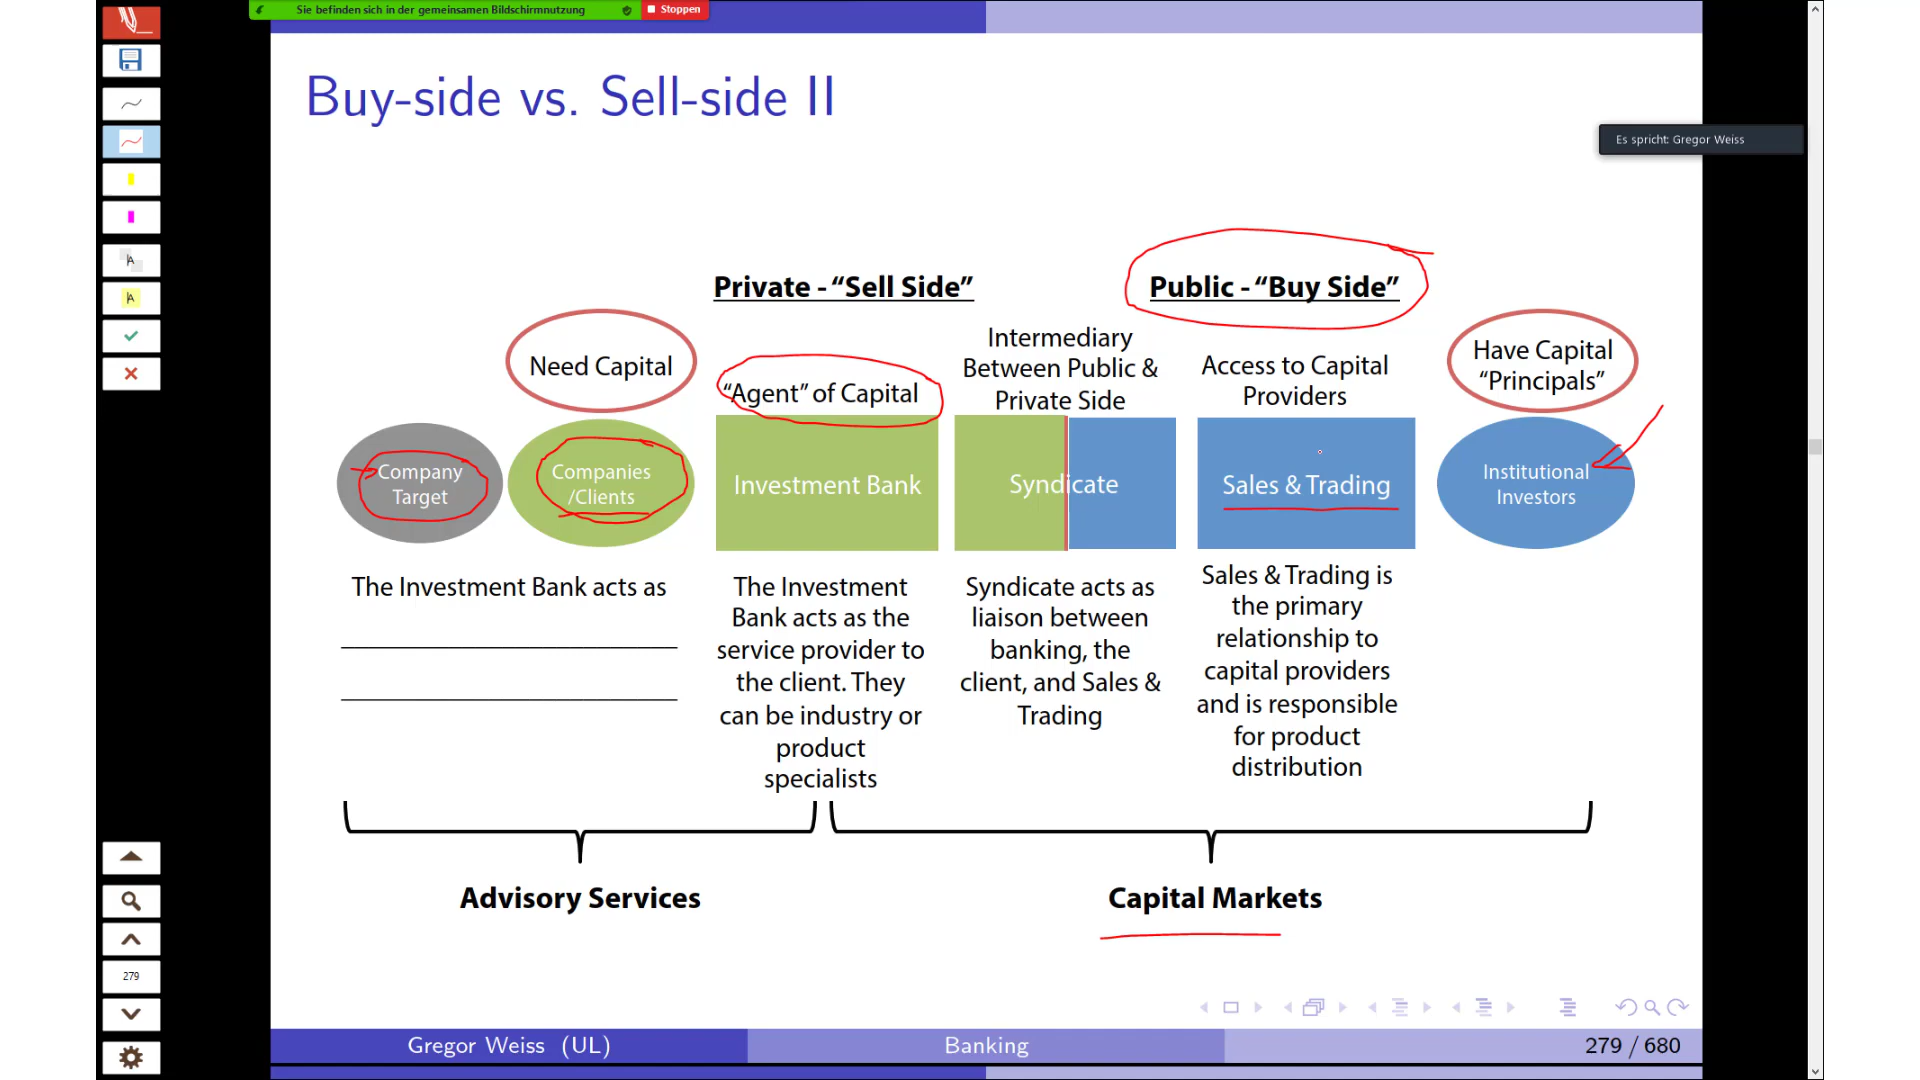 Sie befinden sich in der gemeinsamen Bildschirmnutzung
Stoppen
Buy-side vs. Sell-side II
Es spricht: Gregor Weiss
Private - “Sell Side”
Public - “Buy Side”
Need Capital
“Agent” of Capital
Intermediary
Between Public &
Private Side
Access to Capital
Providers
Have Capital
“Principals”
Company
Target
Companies
/Clients
Investment Bank
Syndicate
Sales & Trading
Institutional
Investors
The Investment Bank acts as
The Investment
Bank acts as the
service provider to
the client. They
can be industry or
product
specialists
Syndicate acts as
liaison between
banking, the
client, and Sales &
Trading
Sales & Trading is
the primary
relationship to
capital providers
and is responsible
for product
distribution
Advisory Services
Capital Markets
279
Gregor Weiss (UL)
Banking
279 / 680